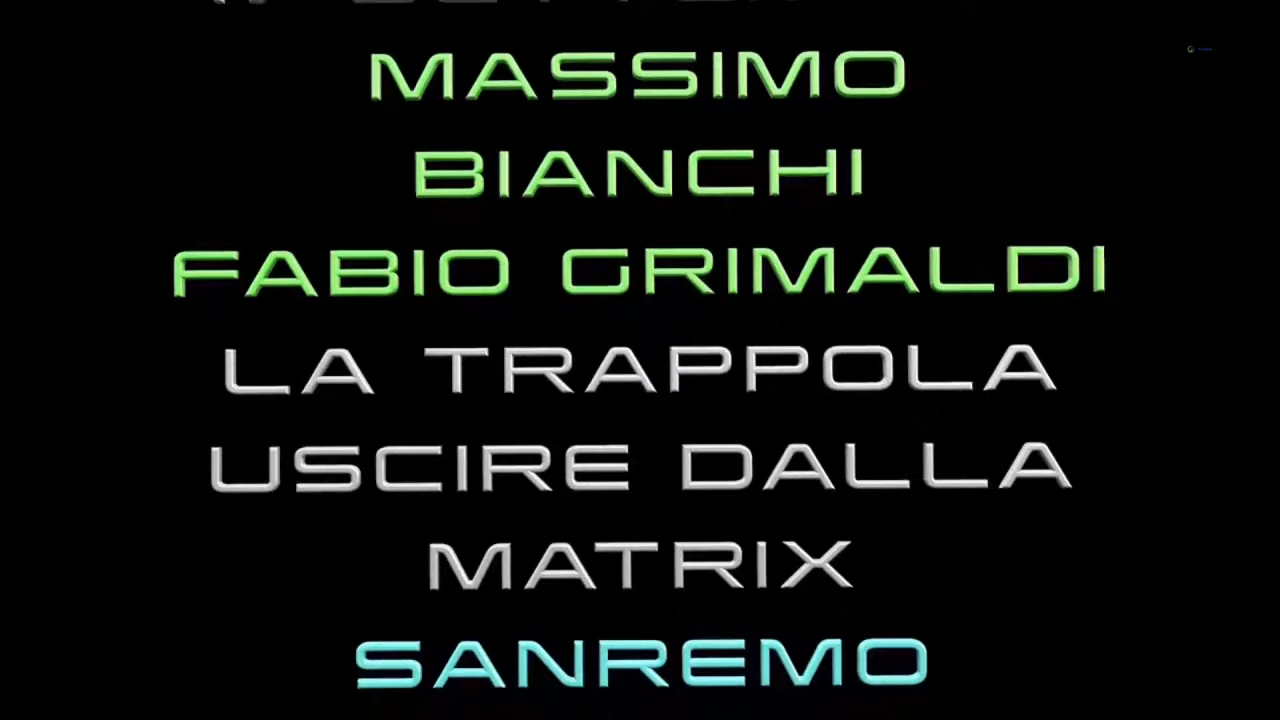 MASSIMO
BIANCHI
FABIO GRIMALDI
LA TRAPPOLA
USCIRE DALLA
MATRIX
SANREMO